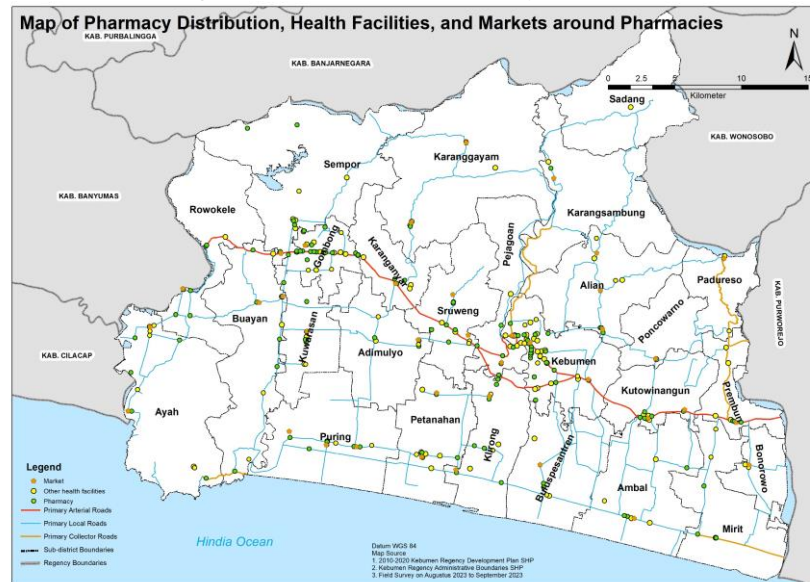 Map of Pharmacy Distribution, Health Facilities, and Markets around Pharmacies
KAB. PURBALINGGA
N
KAB. BANJARNEGARA
0 2.5 5 10 15
Kilometer
Sadang
KAB. WONOSOBO
Karanggayam
Sempor
KAB. BANYUMAS
Rowokele
Karangsambung
Gombong
Karanganyar
Pejagoan
Padureso
Alian
Sruweng
Buayan
Poncowarno
KAB. PURWOREJO
Kuwarasan
Adimulyo
KAB. CILACAP
Kebumen
Kutowinangun
Prembun
Ayah
Petanahan
Klirong
Puring
Buluspesantren
Bonorowo
Ambal
Mirit
Legend
Market
Other health facilities
Pharmacy
Primary Arterial Roads
Primary Local Roads
Primary Collector Roads
Sub-district Boundaries
Regency Boundaries
Hindia Ocean
Datum WGS 84
Map Source
1. 2010-2020 Kebumen Regency Development Plan SHP
2. Kebumen Regency Administrative Boundaries SHP
3. Field Survey on Augustus 2023 to September 2023